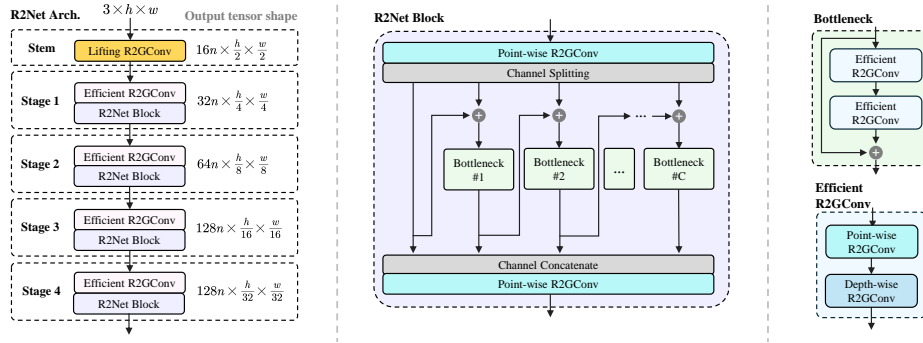 R2Net Arch.
3 × h × w
Output tensor shape
Stem
Lifting R2GConv
16n × h/2 × w/2
Stage 1
Efficient R2GConv
R2Net Block
32n × h/4 × w/4
Stage 2
Efficient R2GConv
R2Net Block
64n × h/8 × w/8
Stage 3
Efficient R2GConv
R2Net Block
128n × h/16 × w/16
Stage 4
Efficient R2GConv
R2Net Block
128n × h/32 × w/32
R2Net Block
Point-wise R2GConv
Channel Splitting
+ + ... +
Bottleneck
#1
Bottleneck
#2
...
Bottleneck
#C
Channel Concatenate
Point-wise R2GConv
Bottleneck
Efficient
R2GConv
Efficient
R2GConv
+
Efficient
R2GConv
Point-wise
R2GConv
Depth-wise
R2GConv